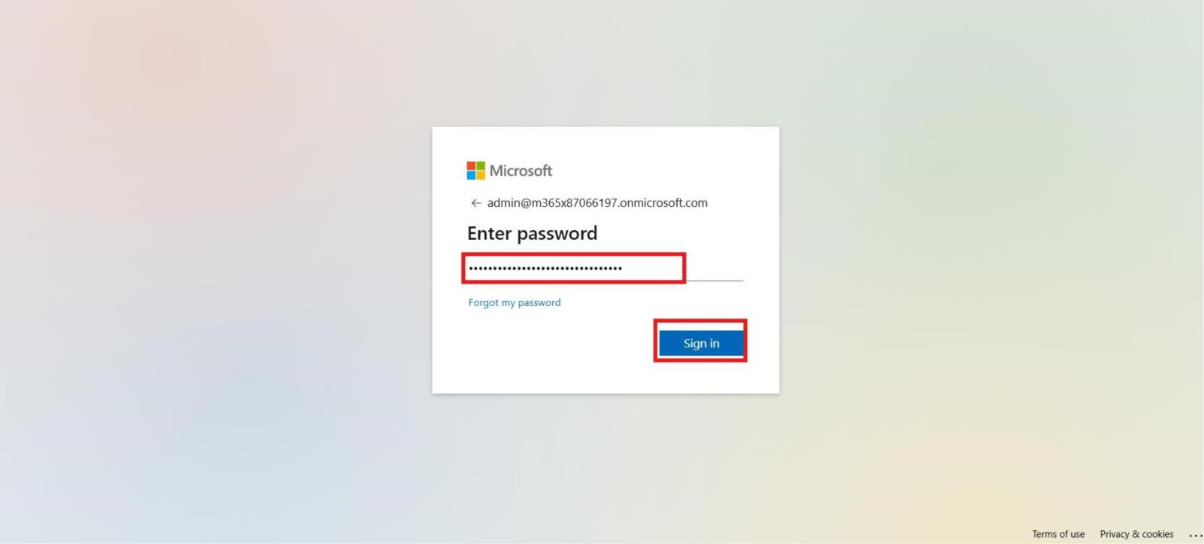 Microsoft
← admin@m365x87066197.onmicrosoft.com
Enter password
••••••••••••••••••••••••••••••••
Forgot my password
Sign in
Terms of use Privacy & cookies ...